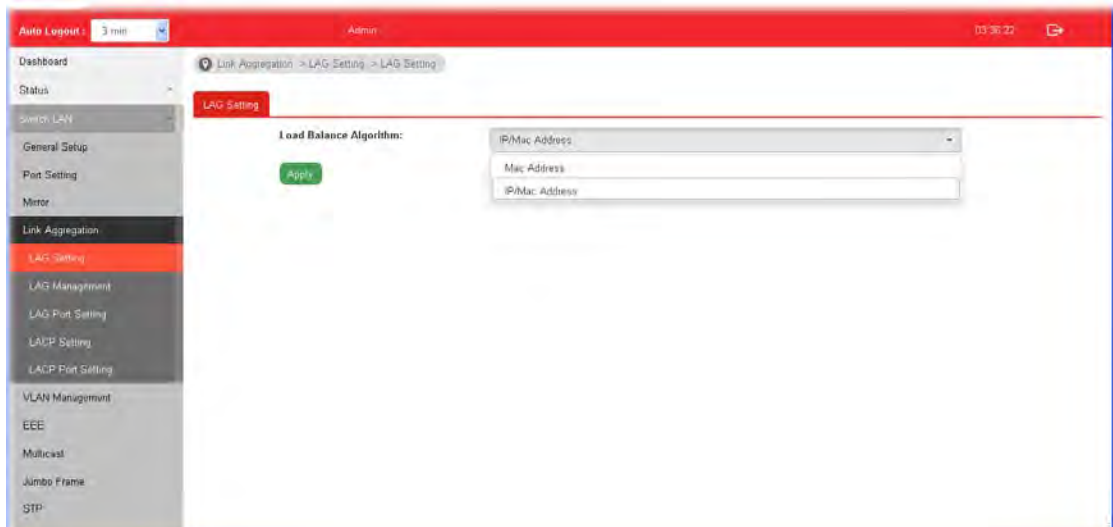 Auto Logout : 3 min Admin 03:36:22
Dashboard
Link Aggregation > LAG Setting > LAG Setting
Status
LAG Setting
Switch LAN
Load Balance Algorithm: IP/Mac Address
General Setup
Mac Address
Port Setting
Apply
IP/Mac Address
Mirror
Link Aggregation
LAG Setting
LAG Management
LAG Port Setting
LACP Setting
LACP Port Setting
VLAN Management
EEE
Multicast
Jumbo Frame
STP